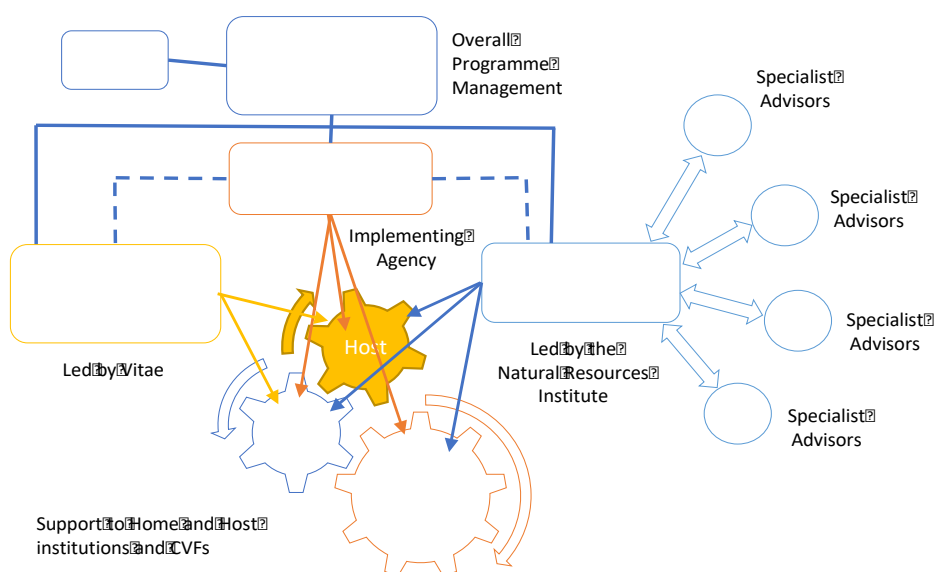 Overall
Programme
Management
Specialist
Advisors
Specialist
Advisors
Implementing
Agency
Host
Led by Vitae
Led by the
Natural Resources
Institute
Specialist
Advisors
Specialist
Advisors
Support to Home and Host
institutions and CVFs